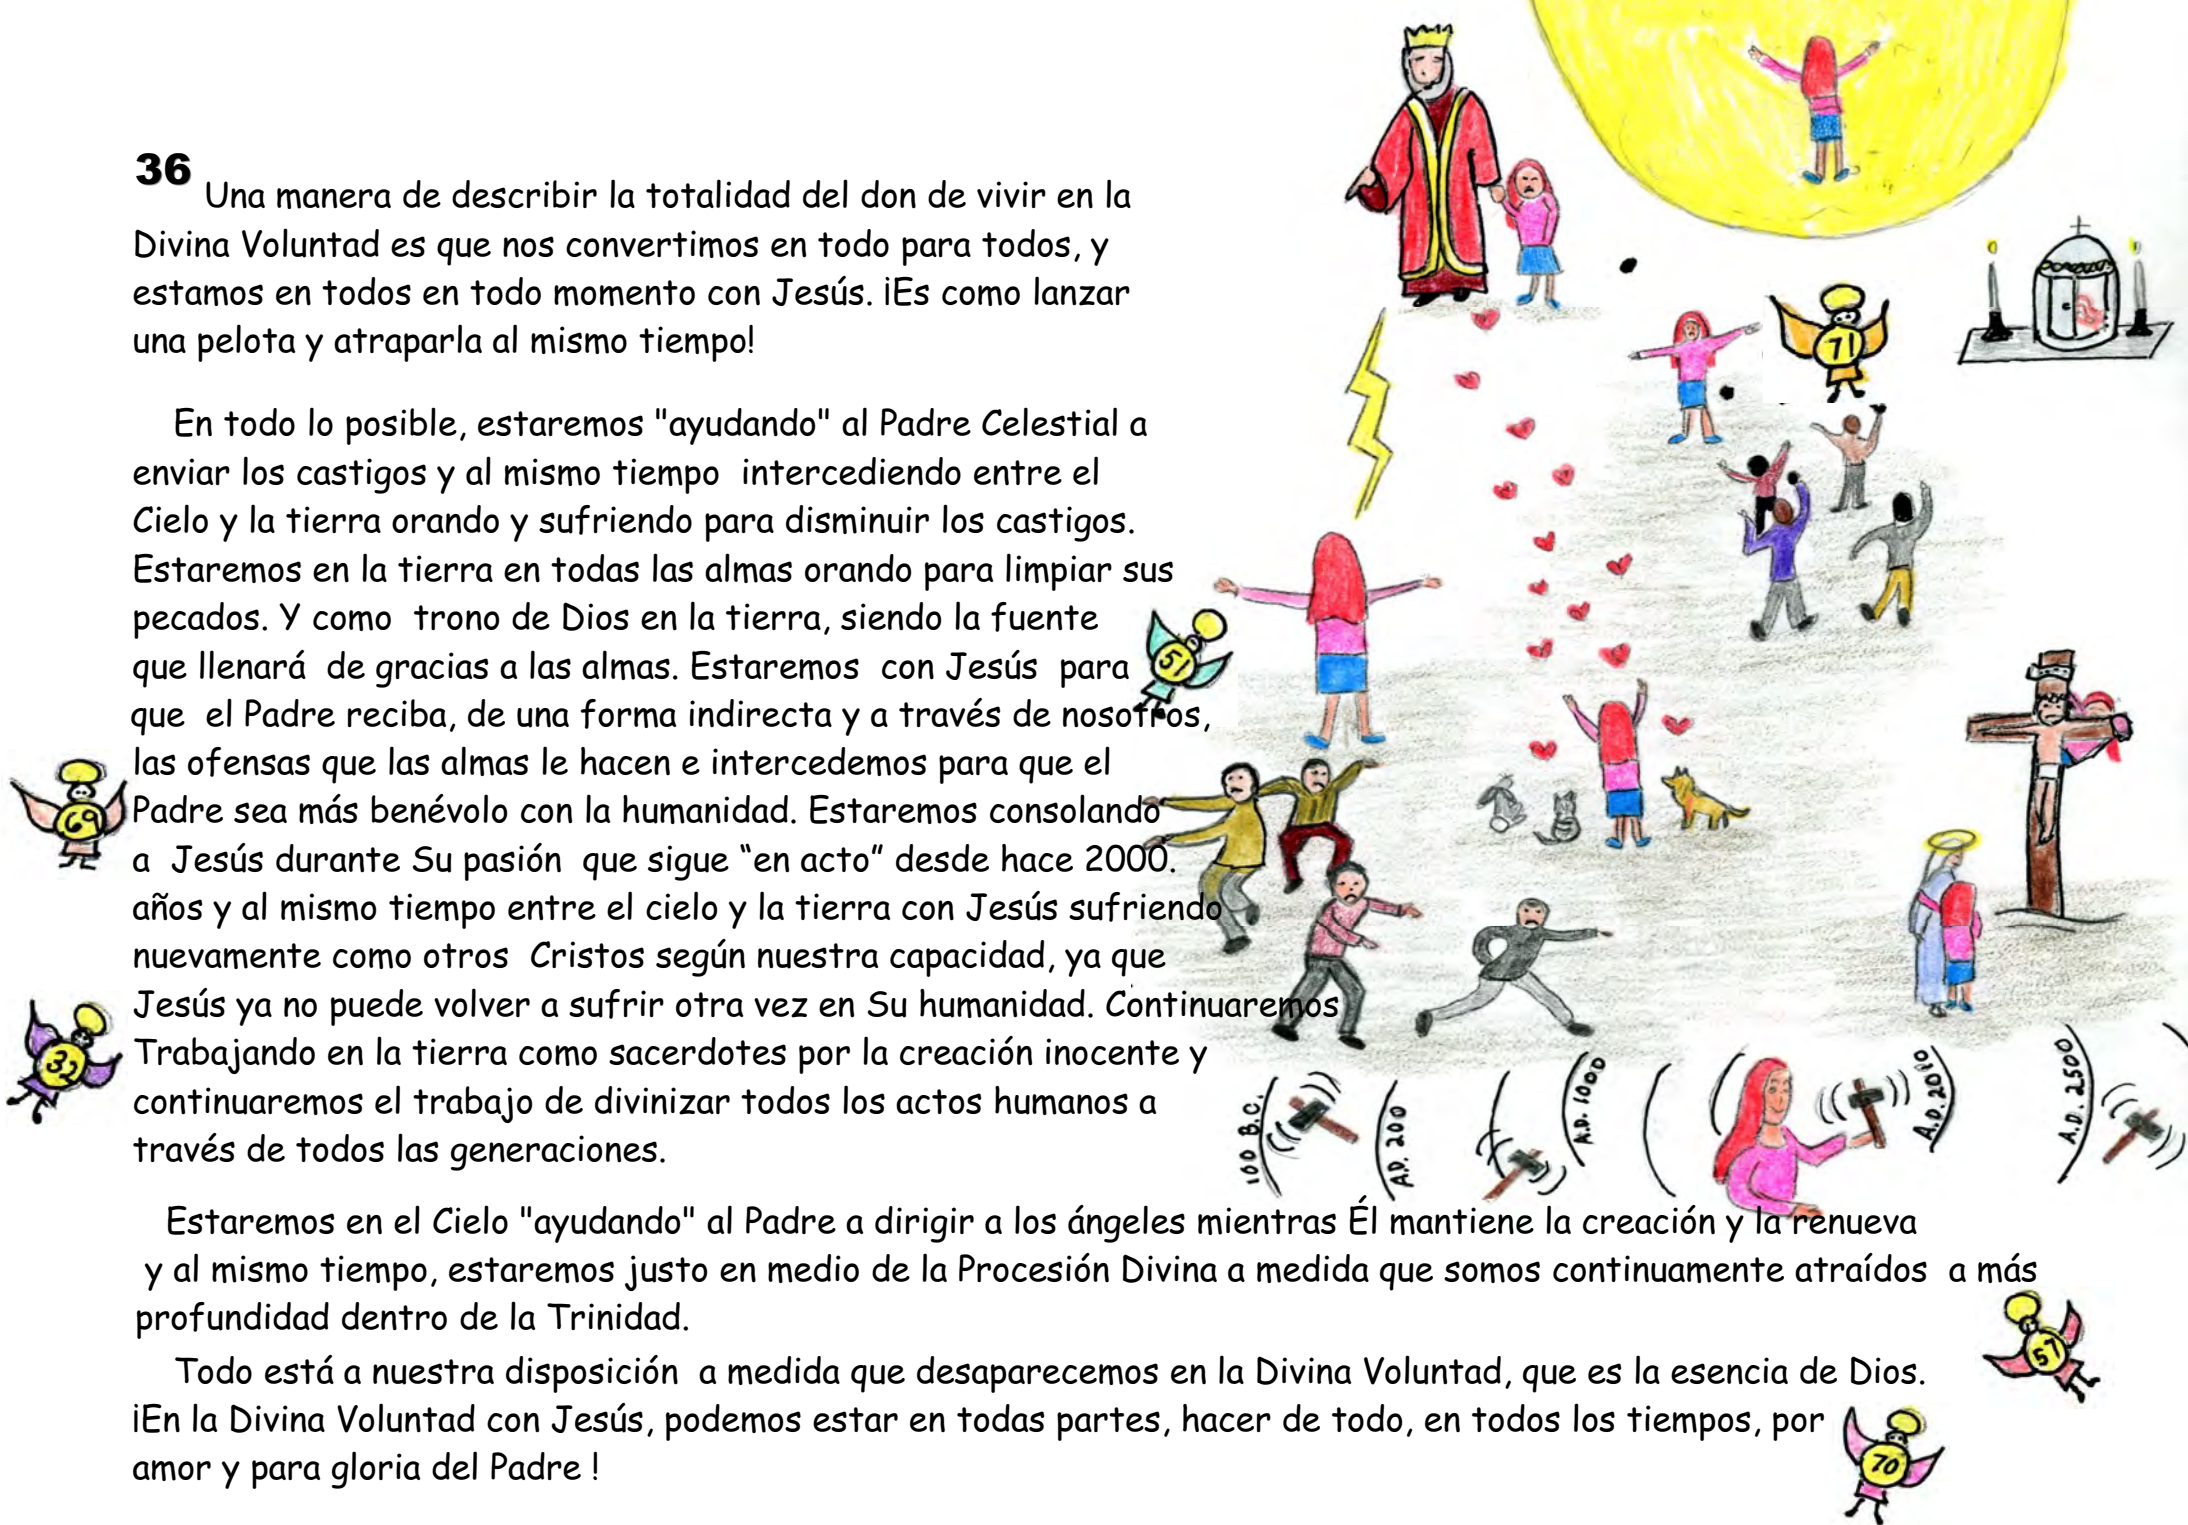 36
Una manera de describir la totalidad del don de vivir en la
Divina Voluntad es que nos convertimos en todo para todos, y
estamos en todos en todo momento con Jesús. ¡Es como lanzar
una pelota y atraparla al mismo tiempo!
En todo lo posible, estaremos "ayudando" al Padre Celestial a
enviar los castigos y al mismo tiempo intercediendo entre el
Cielo y la tierra orando y sufriendo para disminuir los castigos.
Estaremos en la tierra en todas las almas orando para limpiar sus
pecados. Y como trono de Dios en la tierra, siendo la fuente
que llenará de gracias a las almas. Estaremos con Jesús para
que el Padre reciba, de una forma indirecta y a través de nosotros,
las ofensas que las almas le hacen e intercedemos para que el
Padre sea más benévolo con la humanidad. Estaremos consolando
a Jesús durante Su pasión que sigue “en acto” desde hace 2000.
años y al mismo tiempo entre el cielo y la tierra con Jesús sufriendo
nuevamente como otros Cristos según nuestra capacidad, ya que
Jesús ya no puede volver a sufrir otra vez en Su humanidad. Continuaremos
Trabajando en la tierra como sacerdotes por la creación inocente y
continuaremos el trabajo de divinizar todos los actos humanos a
través de todos las generaciones.
Estaremos en el Cielo "ayudando" al Padre a dirigir a los ángeles mientras Él mantiene la creación y la renueva
y al mismo tiempo, estaremos justo en medio de la Procesión Divina a medida que somos continuamente atraídos a más
profundidad dentro de la Trinidad.
Todo está a nuestra disposición a medida que desaparecemos en la Divina Voluntad, que es la esencia de Dios.
¡En la Divina Voluntad con Jesús, podemos estar en todas partes, hacer de todo, en todos los tiempos, por
amor y para gloria del Padre !
71
51
69
32
57
70
100 B.C.
A.D. 200
A.D. 1000
A.D. 2010
A.D. 2500